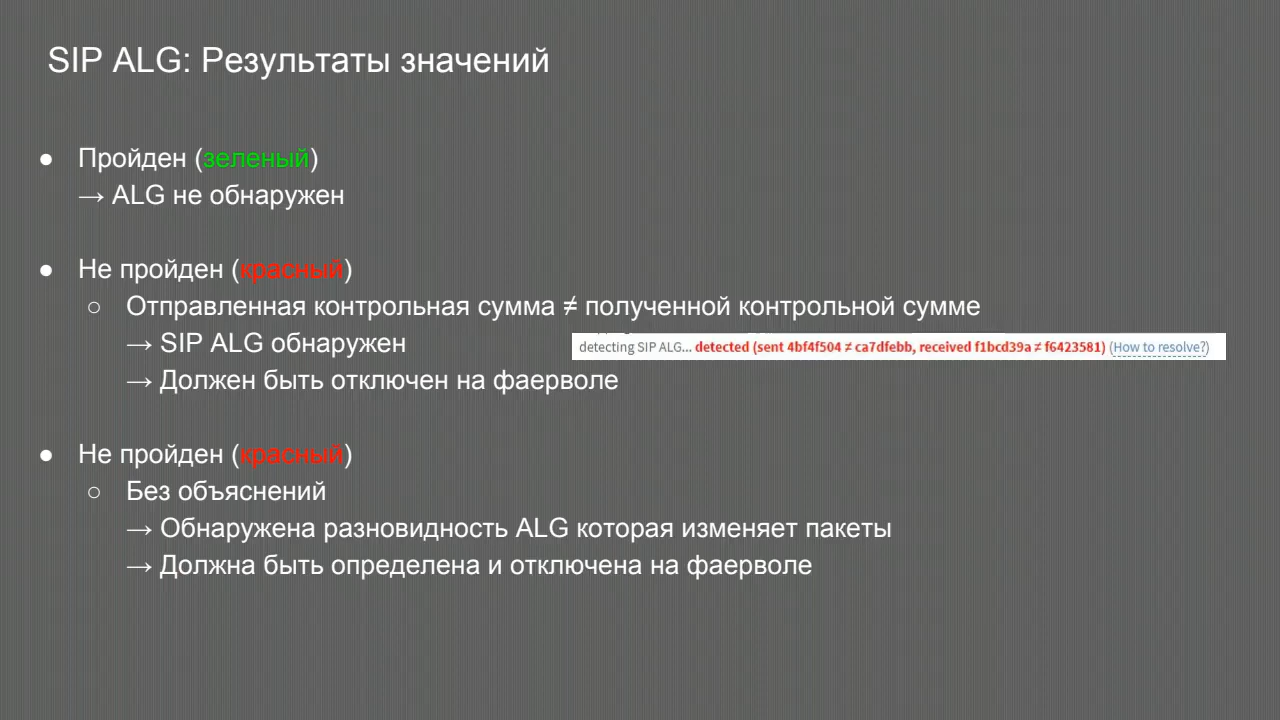 SIP ALG: Результаты значений
● Пройден (зеленый)
→ ALG не обнаружен
● Не пройден (красный)
○ Отправленная контрольная сумма ≠ полученной контрольной сумме
→ SIP ALG обнаружен
detecting SIP ALG... detected (sent 4bf4f504 ≠ ca7dfebb, received f1bcd39a ≠ f6423581) (How to resolve?)
→ Должен быть отключен на фаерволе
● Не пройден (красный)
○ Без объяснений
→ Обнаружена разновидность ALG которая изменяет пакеты
→ Должна быть определена и отключена на фаерволе